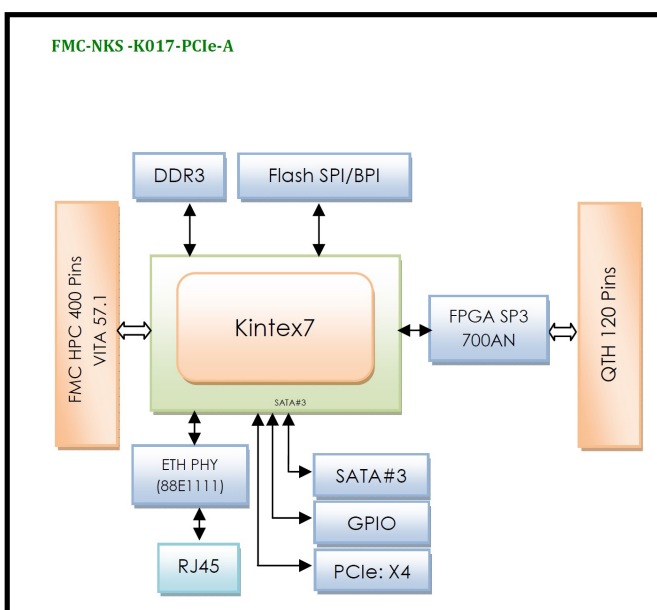 FMC-NKS -K017-PCIe-A
DDR3
Flash SPI/BPI
FMC HPC 400 Pins
VITA 57.1
Kintex7
SATA#3
FPGA SP3
700AN
QTH 120 Pins
ETH PHY
(88E1111)
RJ45
SATA#3
GPIO
PCIe: X4